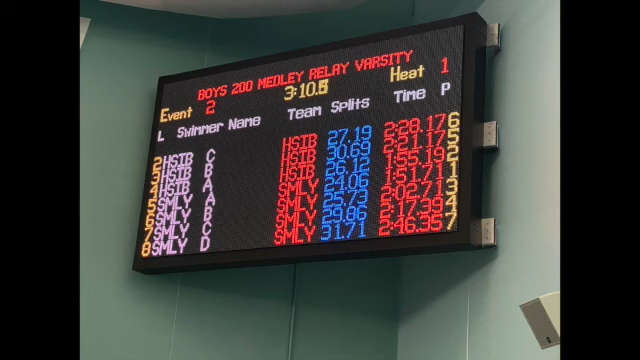 BOYS 200 MEDLEY RELAY VARSITY
Event 2 3:10.5 Heat 1
L Swimmer Name Team Splits Time P
2 HSIB C HSIB 27.19 2:28.17 6
3 HSIB B HSIB 30.69 2:21.17 5
4 HSIB A HSIB 26.12 1:55.19 2
5 SMLY A SMLY 24.06 1:51.71 1
6 SMLY B SMLY 25.73 2:02.71 3
7 SMLY C SMLY 29.86 2:17.39 4
8 SMLY D SMLY 31.71 2:46.35 7